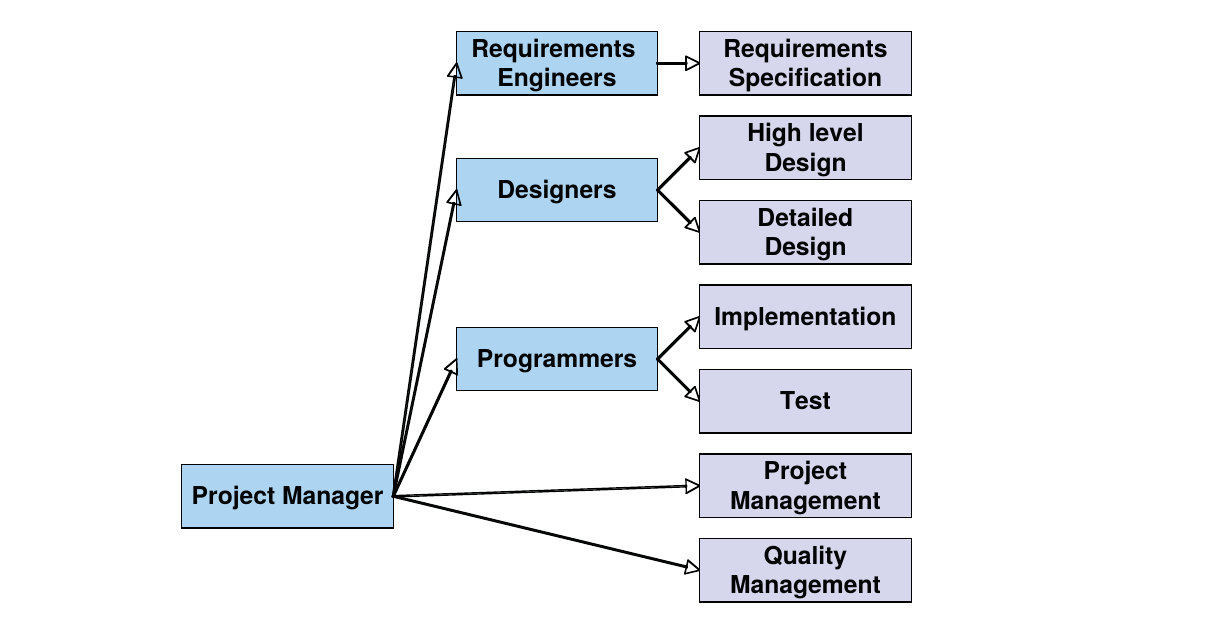 Requirements
Engineers
Requirements
Specification
High level
Design
Designers
Detailed
Design
Implementation
Programmers
Test
Project Manager
Project
Management
Quality
Management